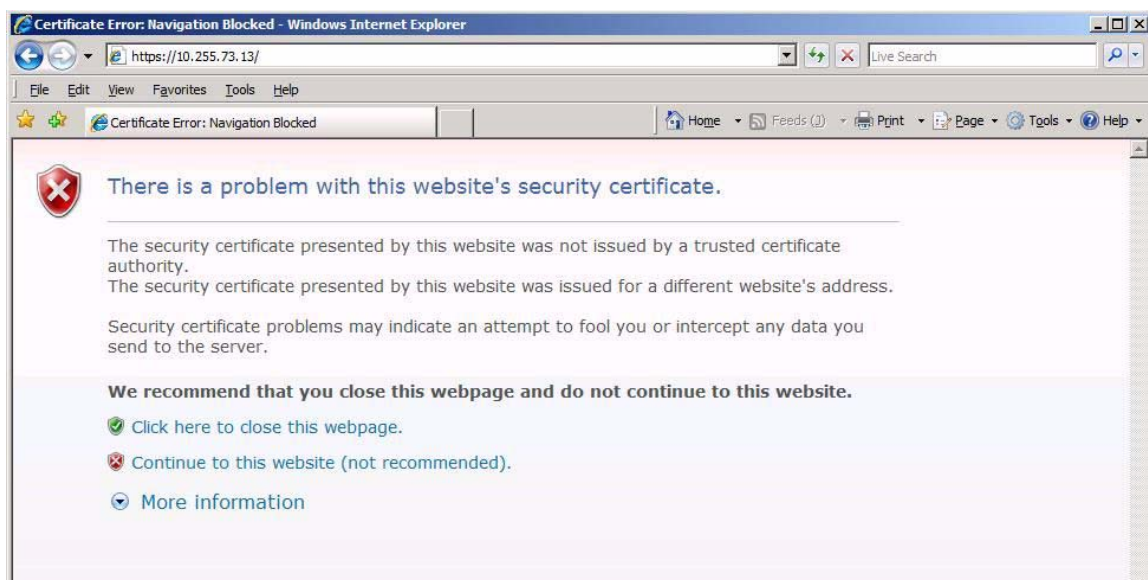 Certificate Error: Navigation Blocked - Windows Internet Explorer
https://10.255.73.13/
Live Search
File Edit View Favorites Tools Help
Certificate Error: Navigation Blocked
Home Feeds (J) Print Page Tools Help
There is a problem with this website's security certificate.
The security certificate presented by this website was not issued by a trusted certificate
authority.
The security certificate presented by this website was issued for a different website's address.
Security certificate problems may indicate an attempt to fool you or intercept any data you
send to the server.
We recommend that you close this webpage and do not continue to this website.
Click here to close this webpage.
Continue to this website (not recommended).
More information